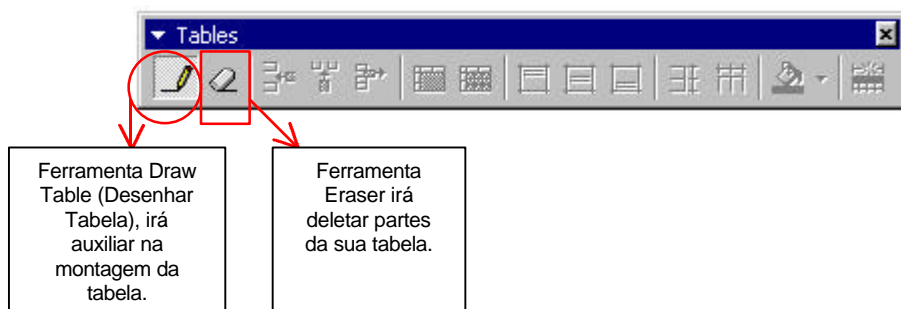 Tables
Ferramenta Draw
Table (Desenhar
Tabela), irá
auxiliar na
montagem da
tabela.
Ferramenta
Eraser irá
deletar partes
da sua tabela.